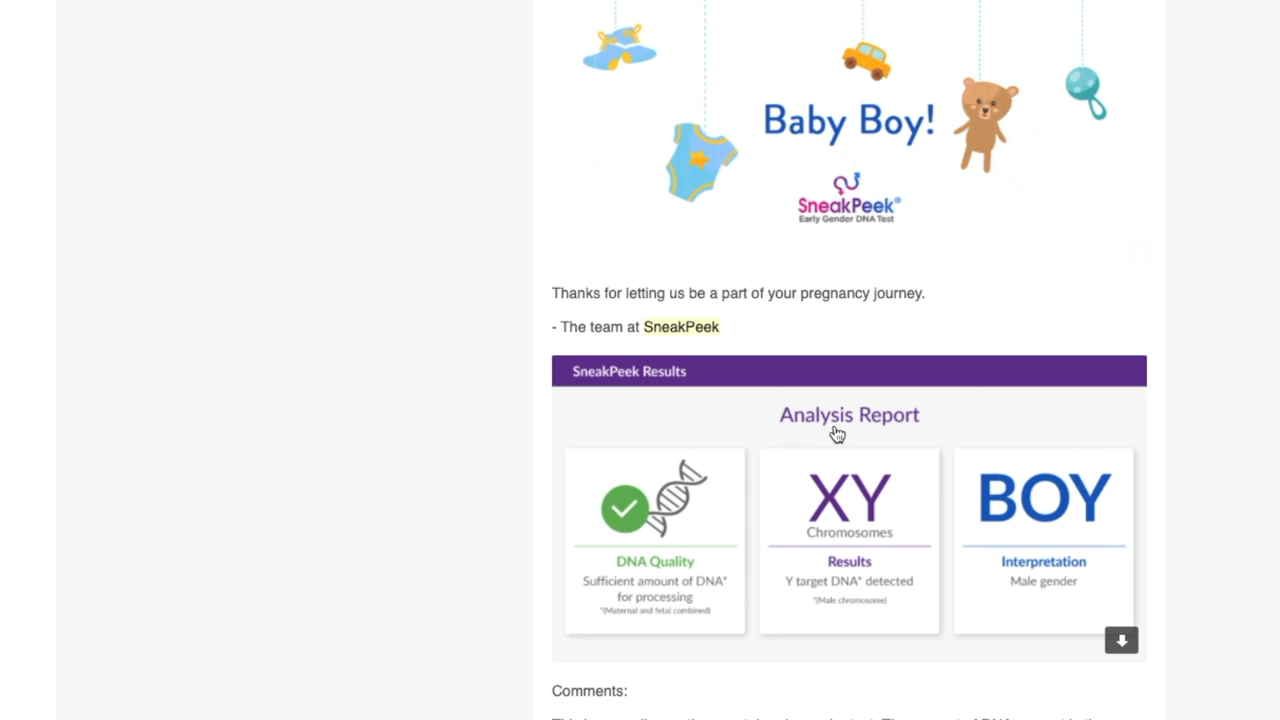 Baby Boy!
SneakPeek®
Early Gender DNA Test
Thanks for letting us be a part of your pregnancy journey.
- The team at SneakPeek
SneakPeek Results
Analysis Report
DNA Quality
Sufficient amount of DNA*
for processing
*(Maternal and fetal combined)
XY
Chromosomes
Results
Y target DNA* detected
*(Male chromosome)
BOY
Interpretation
Male gender
Comments: